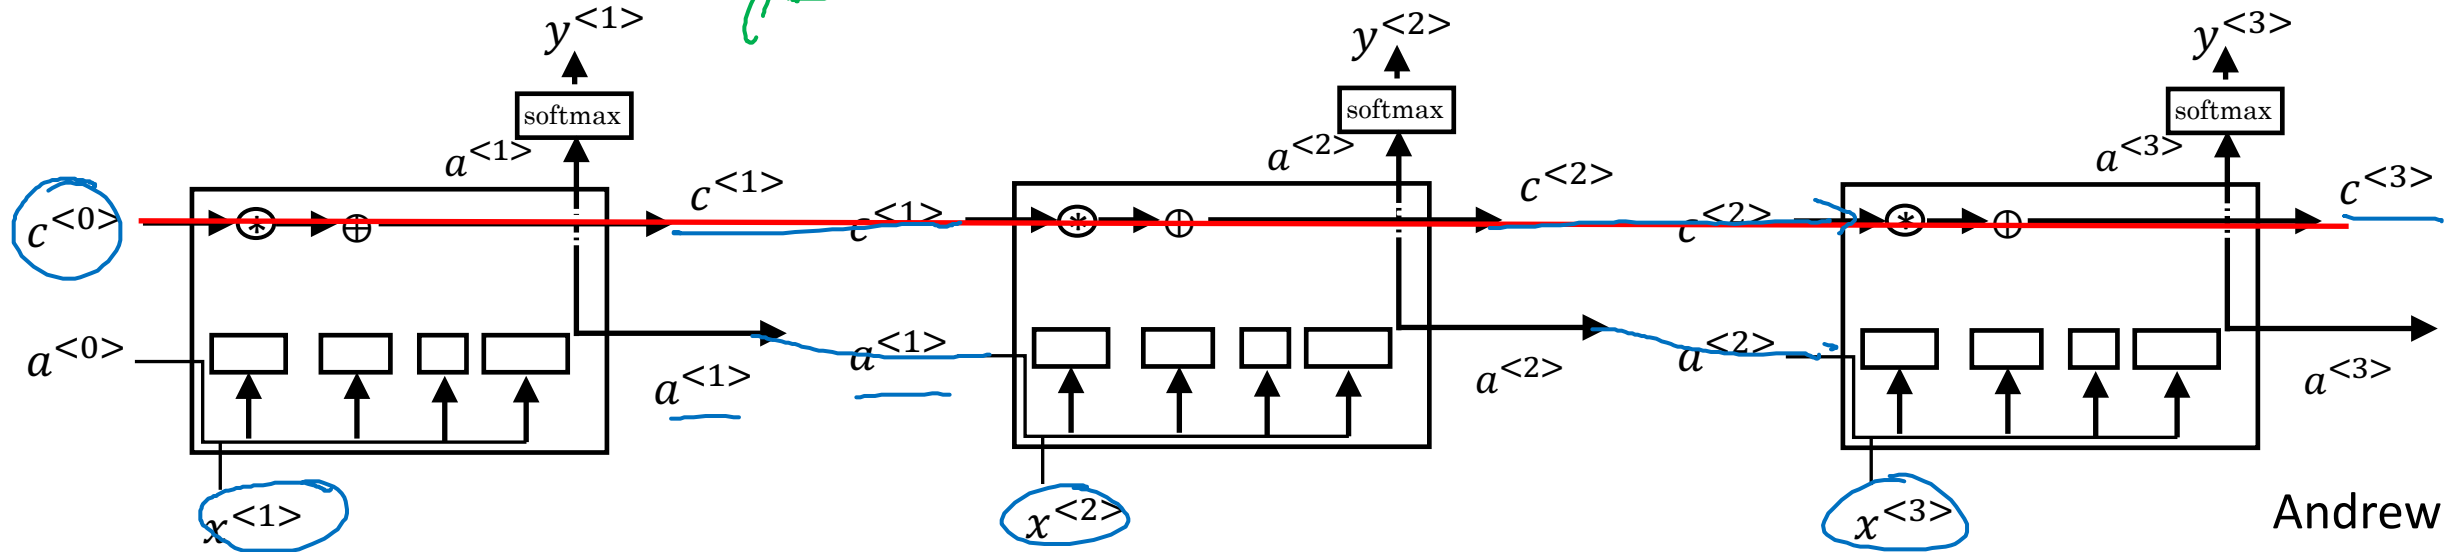 y<1> y<2> y<3>
softmax softmax softmax
a<1> a<2> a<3>
c<0> c<1> c<1> c<2> c<2> c<3>
* ⊕ * ⊕ * ⊕
a<0> a<1> a<1> a<2> a<2> a<3>
x<1> x<2> x<3>
Andrew